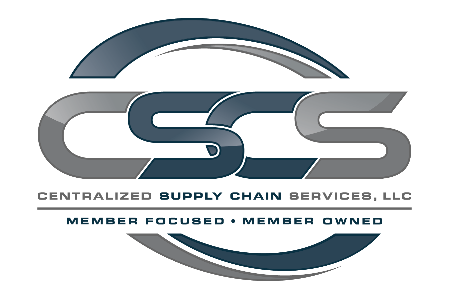 CSCS
CENTRALIZED SUPPLY CHAIN SERVICES, LLC
MEMBER FOCUSED • MEMBER OWNED